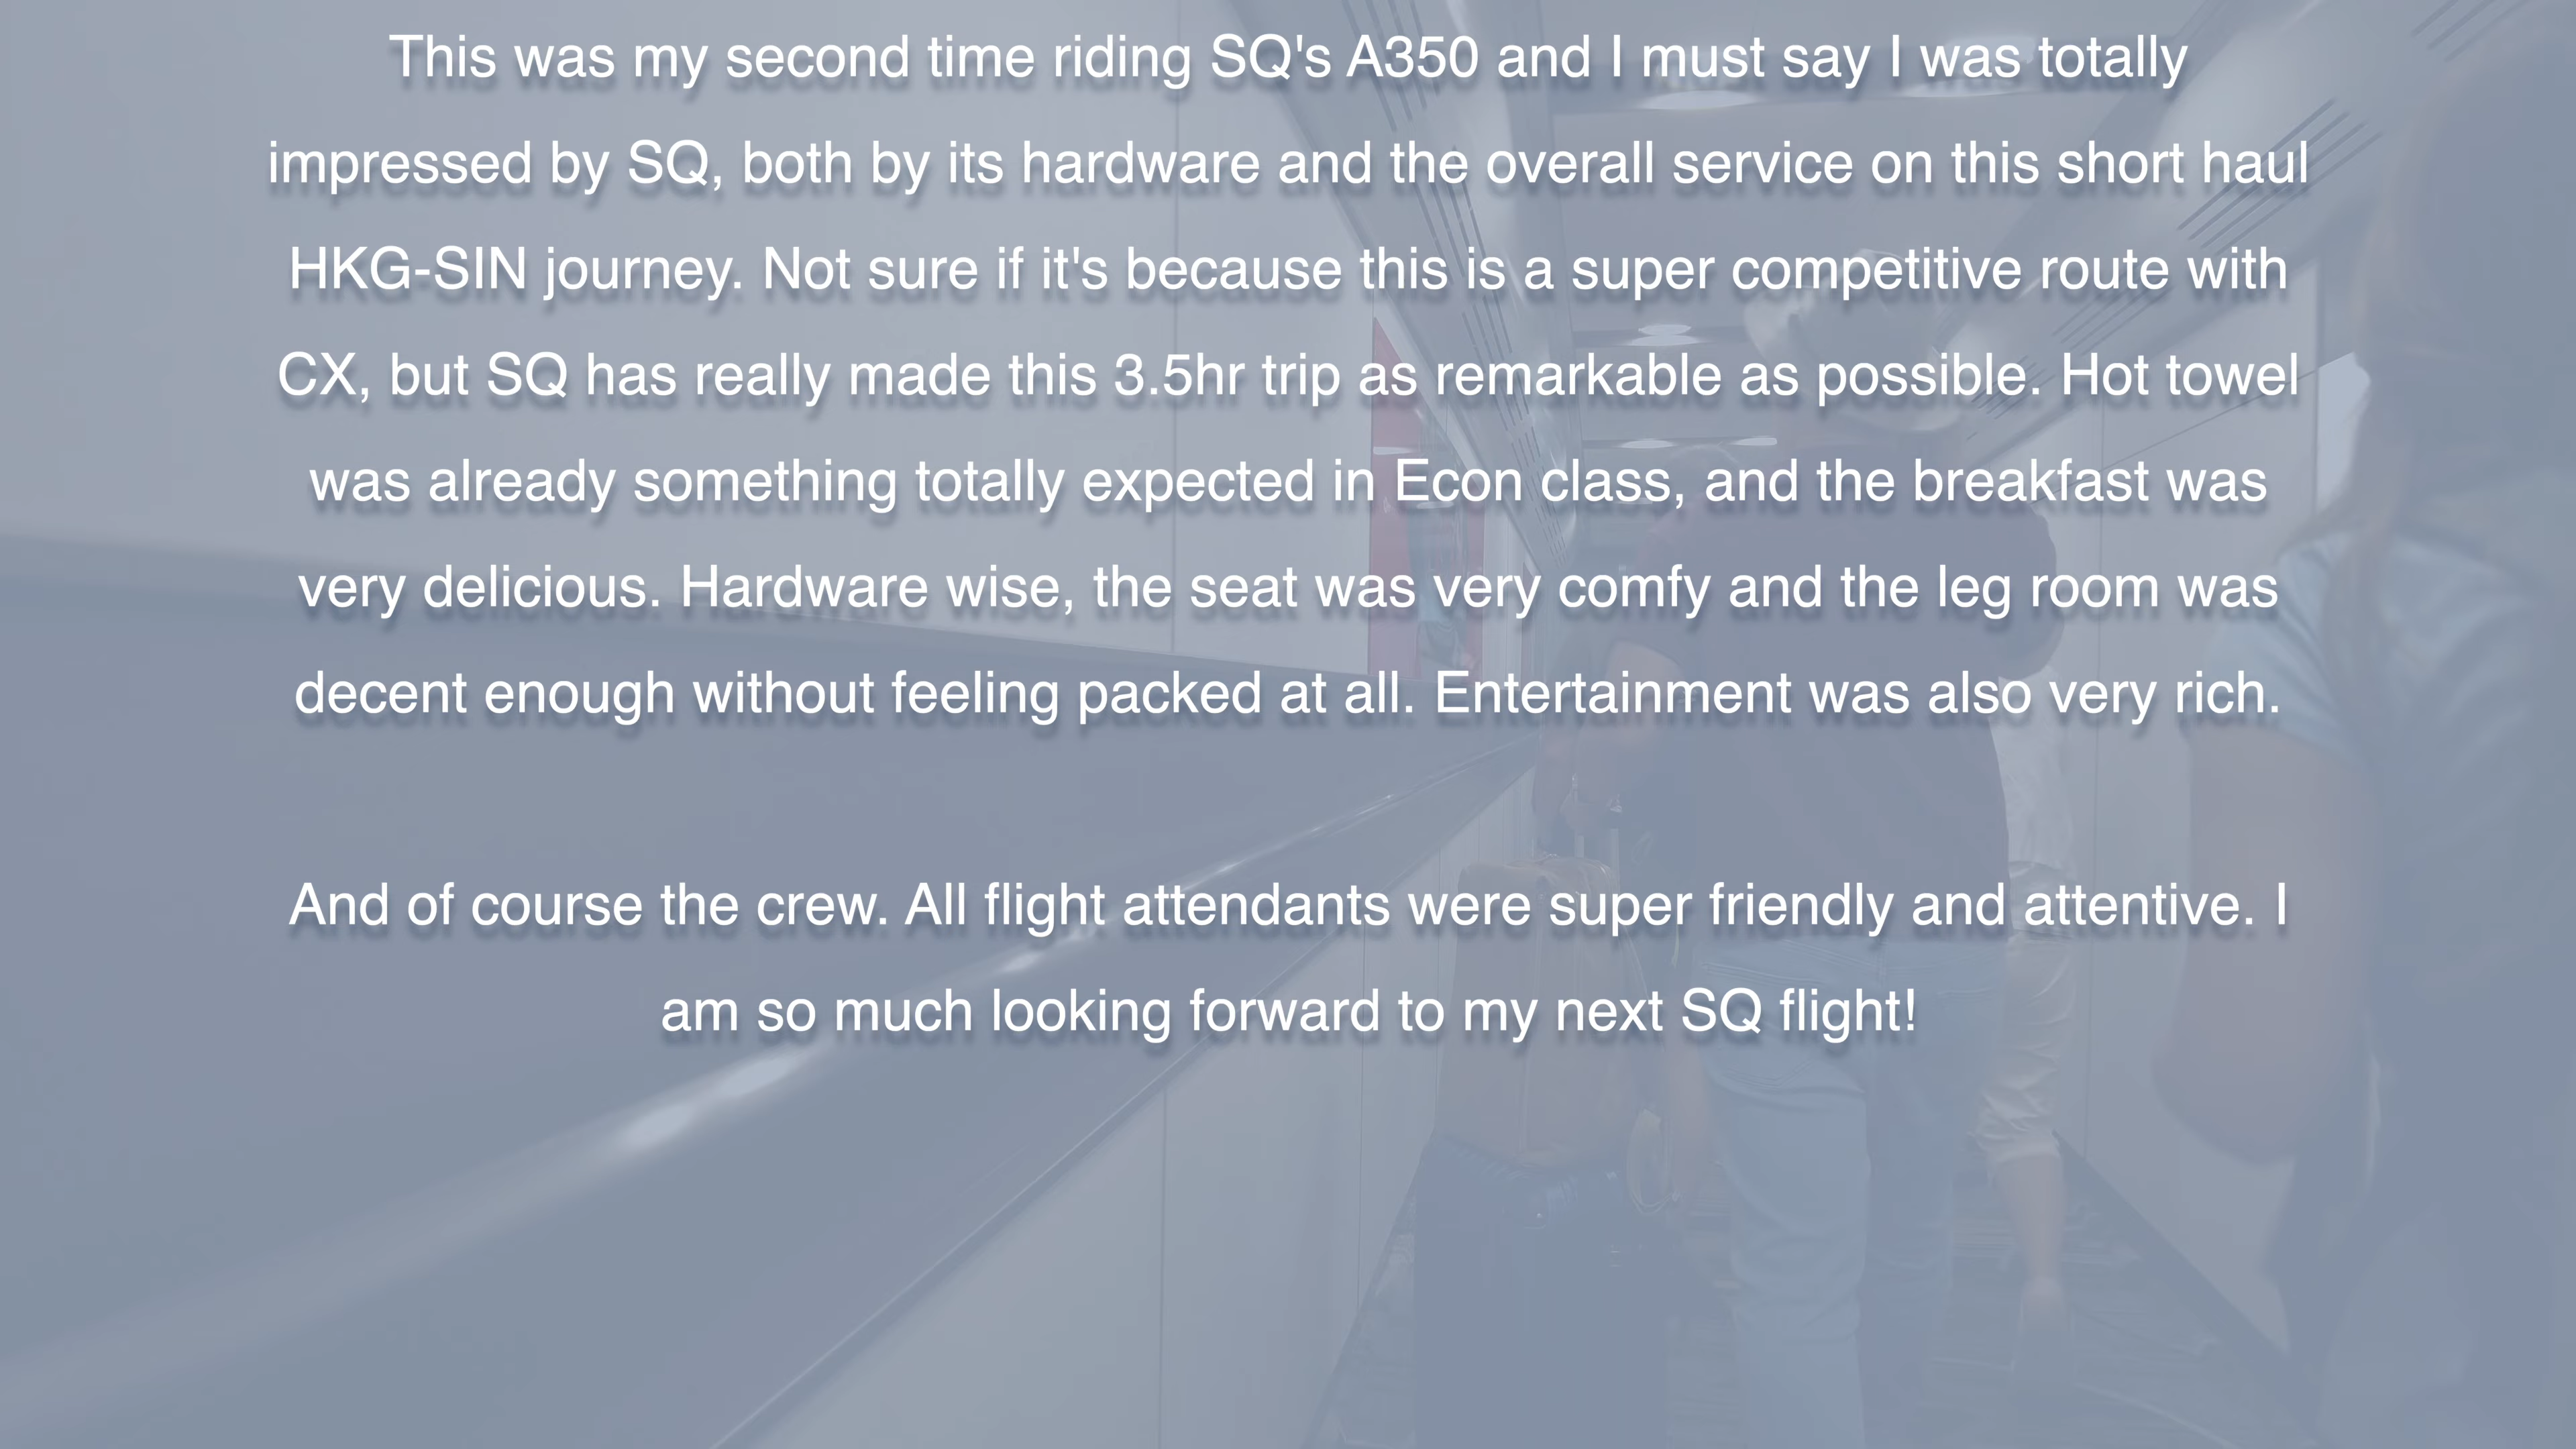 This was my second time riding SQ's A350 and I must say I was totally
impressed by SQ, both by its hardware and the overall service on this short haul
HKG-SIN journey. Not sure if it's because this is a super competitive route with
CX, but SQ has really made this 3.5hr trip as remarkable as possible. Hot towel
was already something totally expected in Econ class, and the breakfast was
very delicious. Hardware wise, the seat was very comfy and the leg room was
decent enough without feeling packed at all. Entertainment was also very rich.
And of course the crew. All flight attendants were super friendly and attentive. I
am so much looking forward to my next SQ flight!